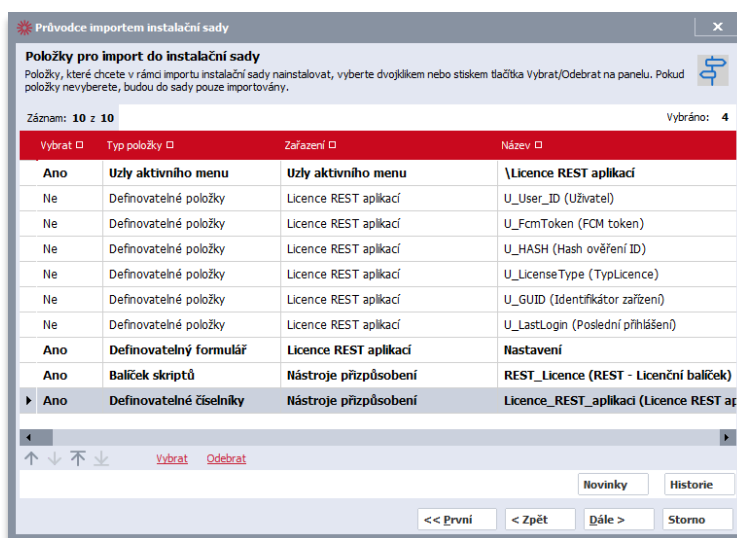 Průvodce importem instalační sady
Položky pro import do instalační sady
Položky, které chcete v rámci importu instalační sady nainstalovat, vyberte dvojklikem nebo stiskem tlačítka Vybrat/Odebrat na panelu. Pokud
položky nevyberete, budou do sady pouze importovány.
Záznam: 10 z 10 Vybráno: 4
Vybrat Typ položky Zařazení Název
Ano Uzly aktivního menu Uzly aktivního menu \Licence REST aplikací
Ne Definovatelné položky Licence REST aplikací U_User_ID (Uživatel)
Ne Definovatelné položky Licence REST aplikací U_FcmToken (FCM token)
Ne Definovatelné položky Licence REST aplikací U_HASH (Hash ověření ID)
Ne Definovatelné položky Licence REST aplikací U_LicenseType (TypLicence)
Ne Definovatelné položky Licence REST aplikací U_GUID (Identifikátor zařízení)
Ne Definovatelné položky Licence REST aplikací U_LastLogin (Poslední přihlášení)
Ano Definovatelný formulář Licence REST aplikací Nastavení
Ano Balíček skriptů Nástroje přizpůsobení REST_Licence (REST - Licenční balíček)
Ano Definovatelné číselníky Nástroje přizpůsobení Licence_REST_aplikaci (Licence REST ap
Vybrat Odebrat
Novinky Historie
<< První < Zpět Dále > Storno